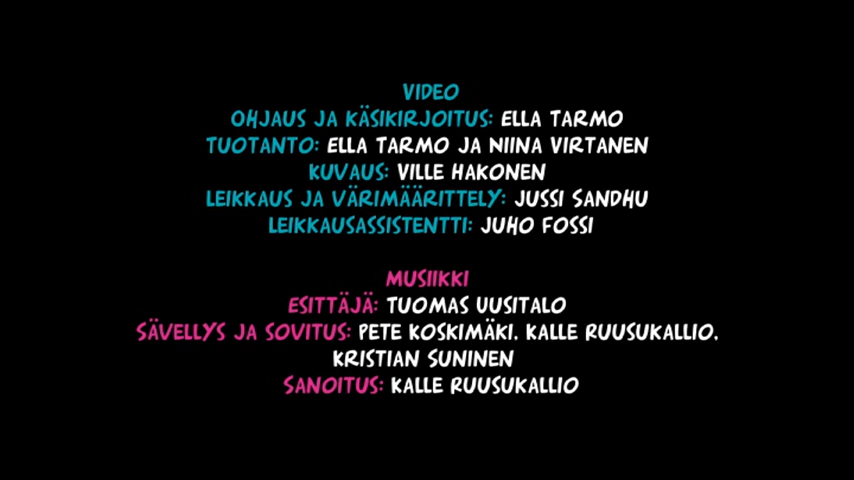 VIDEO
OHJAUS JA KÄSIKIRJOITUS: ELLA TARMO
TUOTANTO: ELLA TARMO JA NIINA VIRTANEN
KUVAUS: VILLE HAKONEN
LEIKKAUS JA VÄRIMÄÄRITTELY: JUSSI SANDHU
LEIKKAUSASSISTENTTI: JUHO FOSSI
MUSIIKKI
ESITTÄJÄ: TUOMAS UUSITALO
SÄVELLYS JA SOVITUS: PETE KOSKIMÄKI, KALLE RUUSUKALLIO,
KRISTIAN SUNINEN
SANOITUS: KALLE RUUSUKALLIO